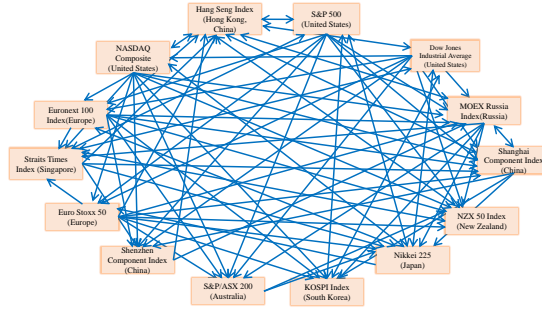 Hang Seng Index
(Hong Kong,
China)
S&P 500
(United States)
NASDAQ
Composite
(United States)
Dow Jones
Industrial Average
(United States)
Euronext 100
Index(Europe)
MOEX Russia
Index(Russia)
Straits Times
Index (Singapore)
Shanghai
Component Index
(China)
Euro Stoxx 50
(Europe)
NZX 50 Index
(New Zealand)
Shenzhen
Component Index
(China)
Nikkei 225
(Japan)
S&P/ASX 200
(Australia)
KOSPI Index
(South Korea)